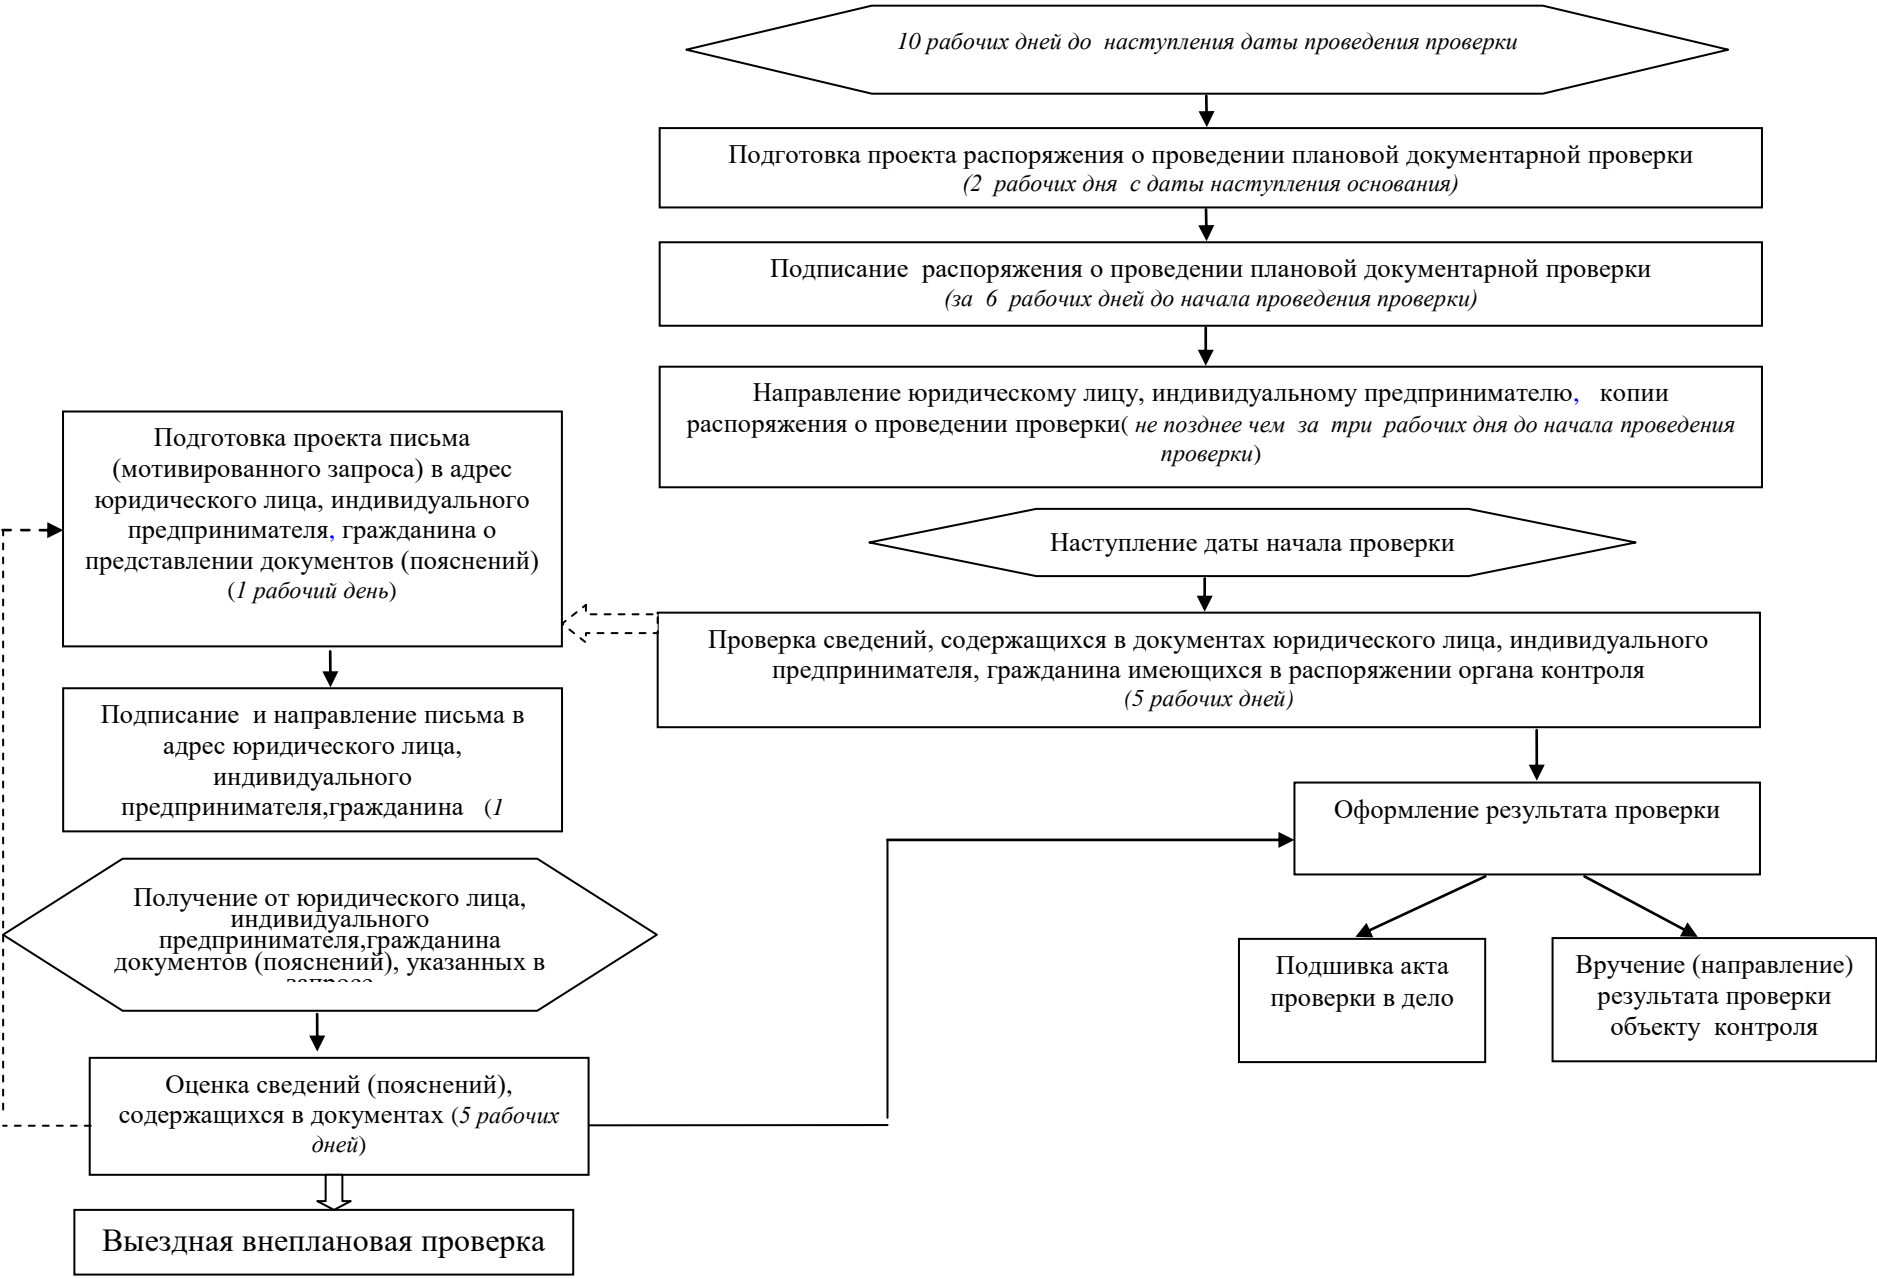 10 рабочих дней до наступления даты проведения проверки
Подготовка проекта распоряжения о проведении плановой документарной проверки
(2 рабочих дня с даты наступления основания)
Подписание распоряжения о проведении плановой документарной проверки
(за 6 рабочих дней до начала проведения проверки)
Направление юридическому лицу, индивидуальному предпринимателю, копии
распоряжения о проведении проверки( не позднее чем за три рабочих дня до начала проведения
проверки)
Подготовка проекта письма
(мотивированного запроса) в адрес
юридического лица, индивидуального
предпринимателя, гражданина о
представлении документов (пояснений)
(1 рабочий день)
Наступление даты начала проверки
Проверка сведений, содержащихся в документах юридического лица, индивидуального
предпринимателя, гражданина имеющихся в распоряжении органа контроля
(5 рабочих дней)
Подписание и направление письма в
адрес юридического лица,
индивидуального
предпринимателя,гражданина (1
Оформление результата проверки
Получение от юридического лица,
индивидуального
предпринимателя,гражданина
документов (пояснений), указанных в
запросе
Подшивка акта
проверки в дело
Вручение (направление)
результата проверки
объекту контроля
Оценка сведений (пояснений),
содержащихся в документах (5 рабочих
дней)
Выездная внеплановая проверка